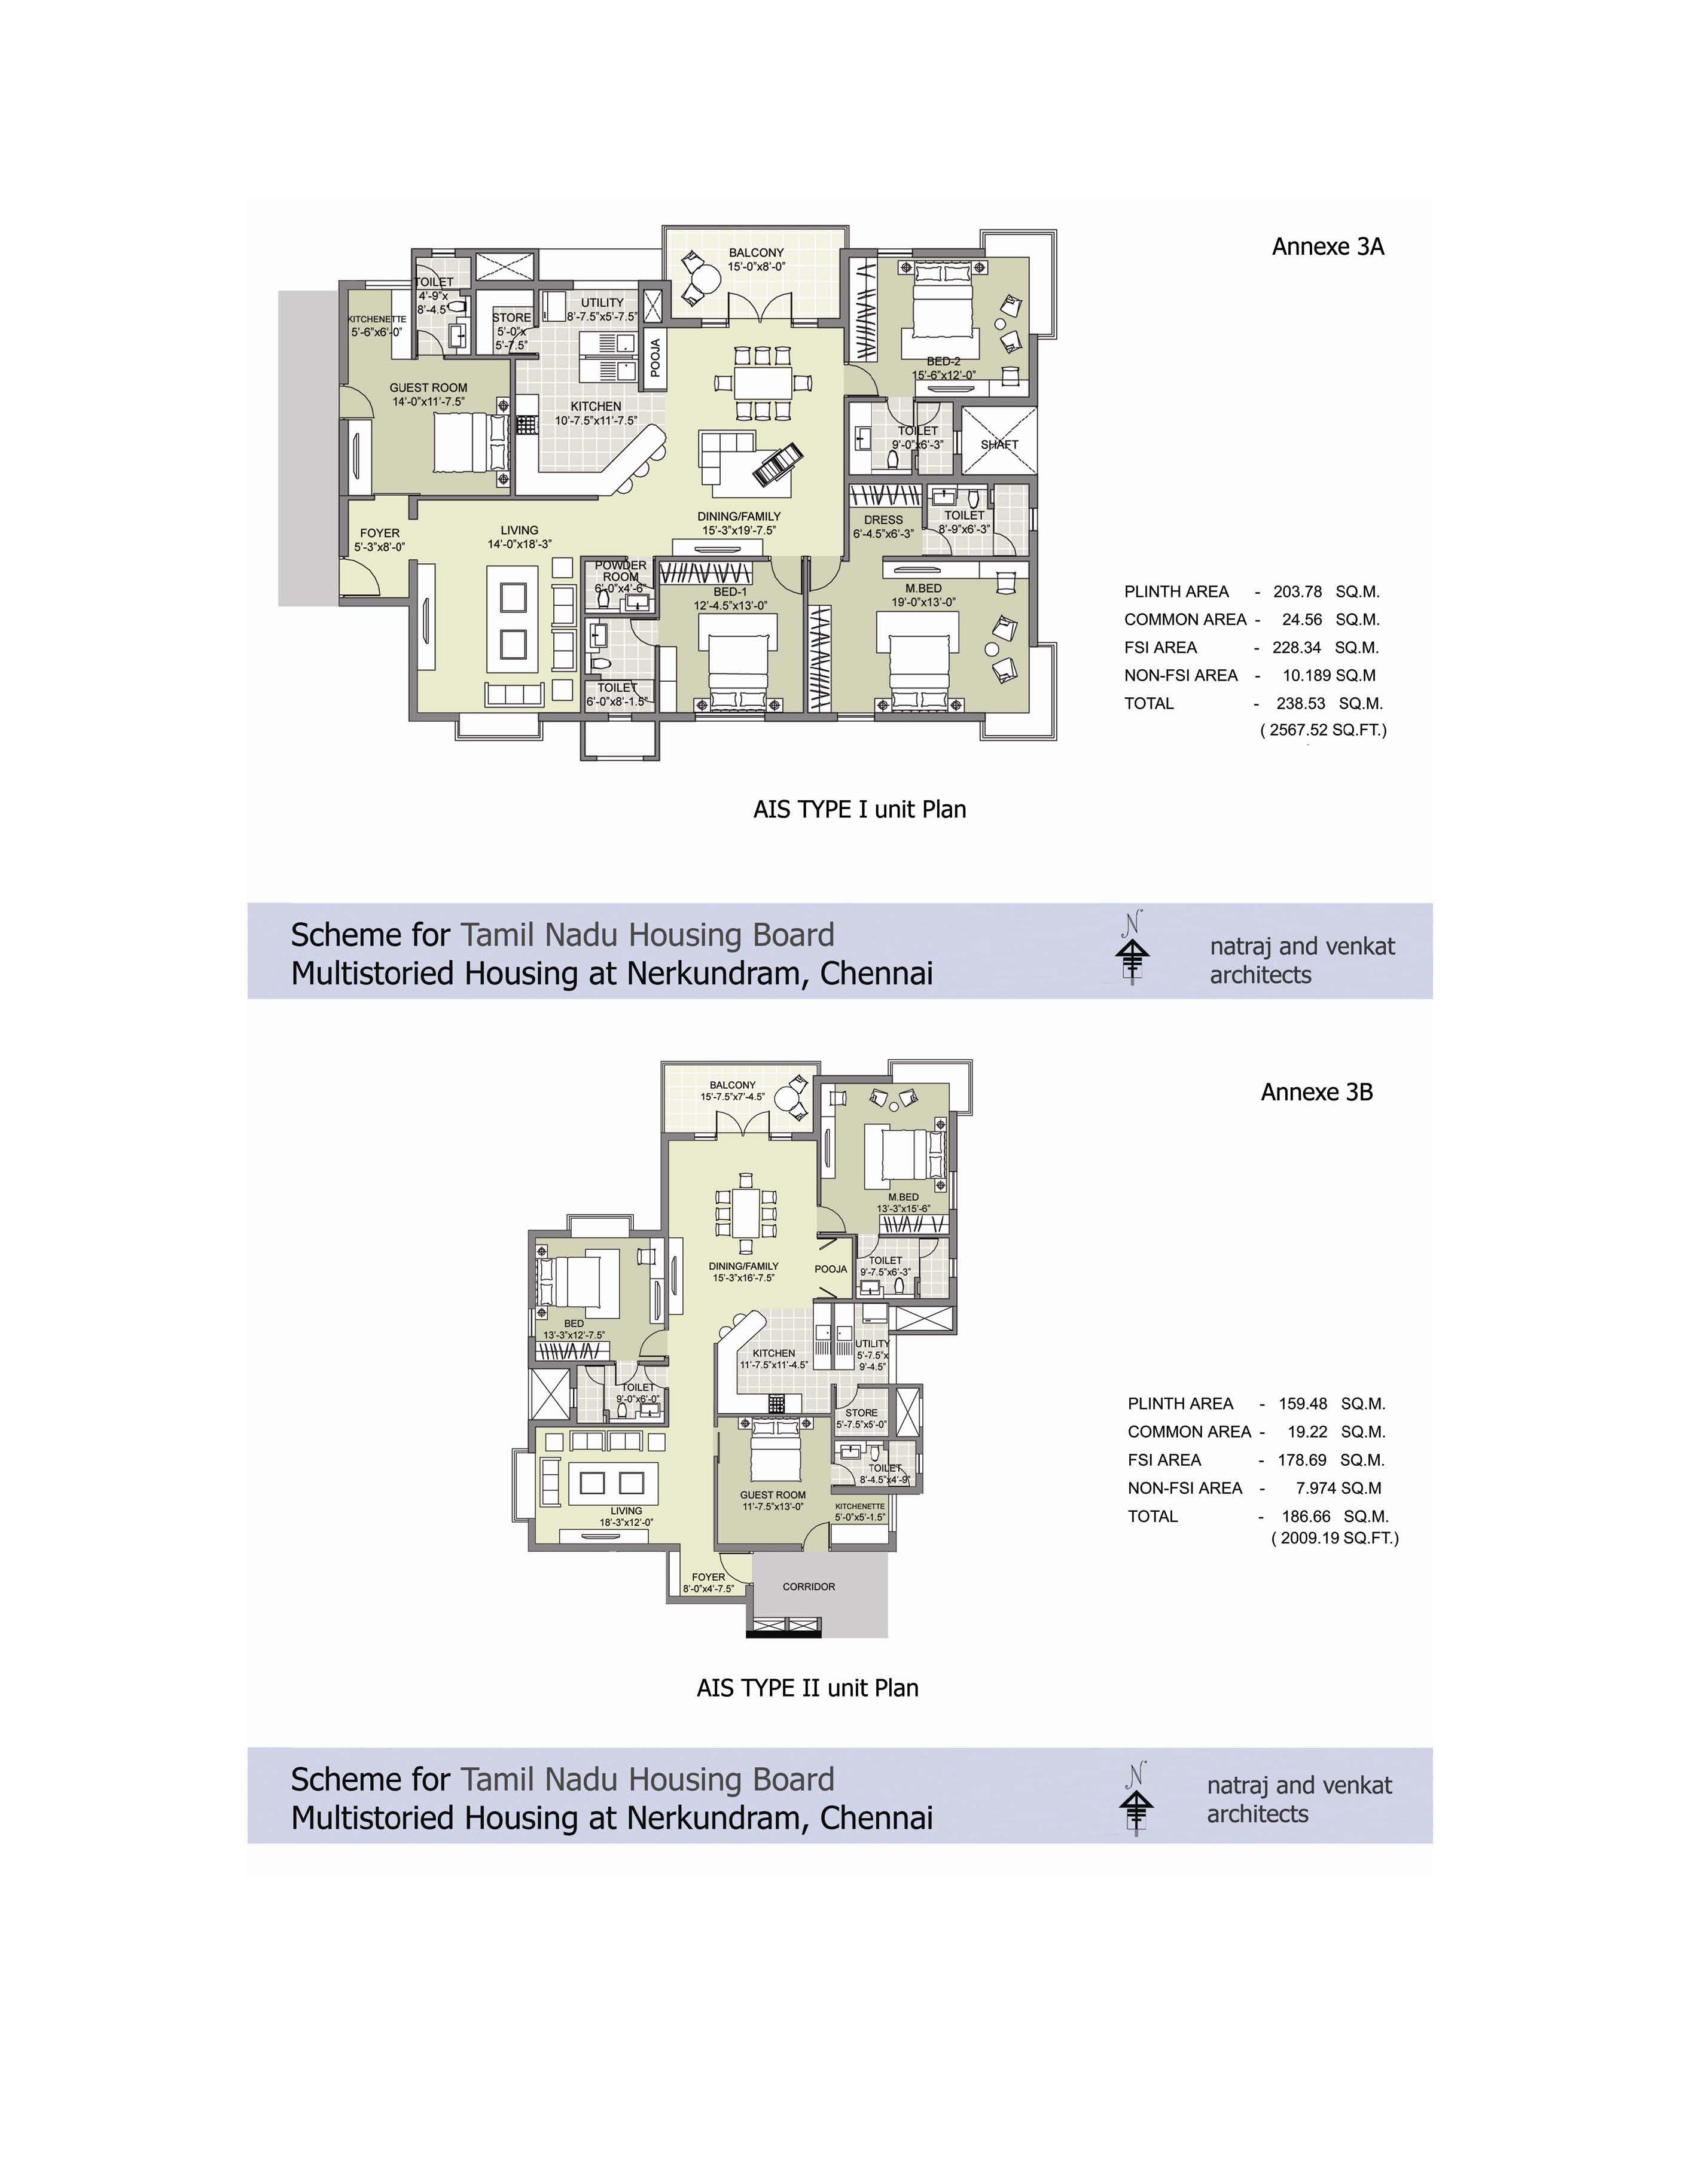 Annexe 3A
BALCONY
15'-0"x8'-0"
TOILET
4'-9"x
8'-4.5"
KITCHENETTE
5'-6"x6'-0"
STORE
5'-0"x
5'-7.5"
UTILITY
8'-7.5"x5'-7.5"
POOJA
BED-2
15'-6"x12'-0"
GUEST ROOM
14'-0"x11'-7.5"
KITCHEN
10'-7.5"x11'-7.5"
TOILET
9'-0"x6'-3"
SHAFT
FOYER
5'-3"x8'-0"
LIVING
14'-0"x18'-3"
DINING/FAMILY
15'-3"x19'-7.5"
DRESS
6'-4.5"x6'-3"
TOILET
8'-9"x6'-3"
POWDER
ROOM
6'-0"x4'-6"
BED-1
12'-4.5"x13'-0"
M.BED
19'-0"x13'-0"
TOILET
6'-0"x8'-1.5"
PLINTH AREA - 203.78 SQ.M.
COMMON AREA - 24.56 SQ.M.
FSI AREA - 228.34 SQ.M.
NON-FSI AREA - 10.189 SQ.M
TOTAL - 238.53 SQ.M.
( 2567.52 SQ.FT.)
AIS TYPE I unit Plan
Scheme for Tamil Nadu Housing Board
Multistoried Housing at Nerkundram, Chennai
N
natraj and venkat
architects
Annexe 3B
BALCONY
15'-7.5"x7'-4.5"
M.BED
13'-3"x15'-6"
DINING/FAMILY
15'-3"x16'-7.5"
POOJA
TOILET
9'-7.5"x6'-3"
BED
13'-3"x12'-7.5"
KITCHEN
11'-7.5"x11'-4.5"
UTILITY
5'-7.5"x
9'-4.5"
TOILET
9'-0"x6'-0"
STORE
5'-7.5"x5'-0"
TOILET
8'-4.5"x4'-9"
GUEST ROOM
11'-7.5"x13'-0"
KITCHENETTE
5'-0"x5'-1.5"
LIVING
18'-3"x12'-0"
FOYER
8'-0"x4'-7.5"
CORRIDOR
PLINTH AREA - 159.48 SQ.M.
COMMON AREA - 19.22 SQ.M.
FSI AREA - 178.69 SQ.M.
NON-FSI AREA - 7.974 SQ.M
TOTAL - 186.66 SQ.M.
( 2009.19 SQ.FT.)
AIS TYPE II unit Plan
Scheme for Tamil Nadu Housing Board
Multistoried Housing at Nerkundram, Chennai
N
natraj and venkat
architects